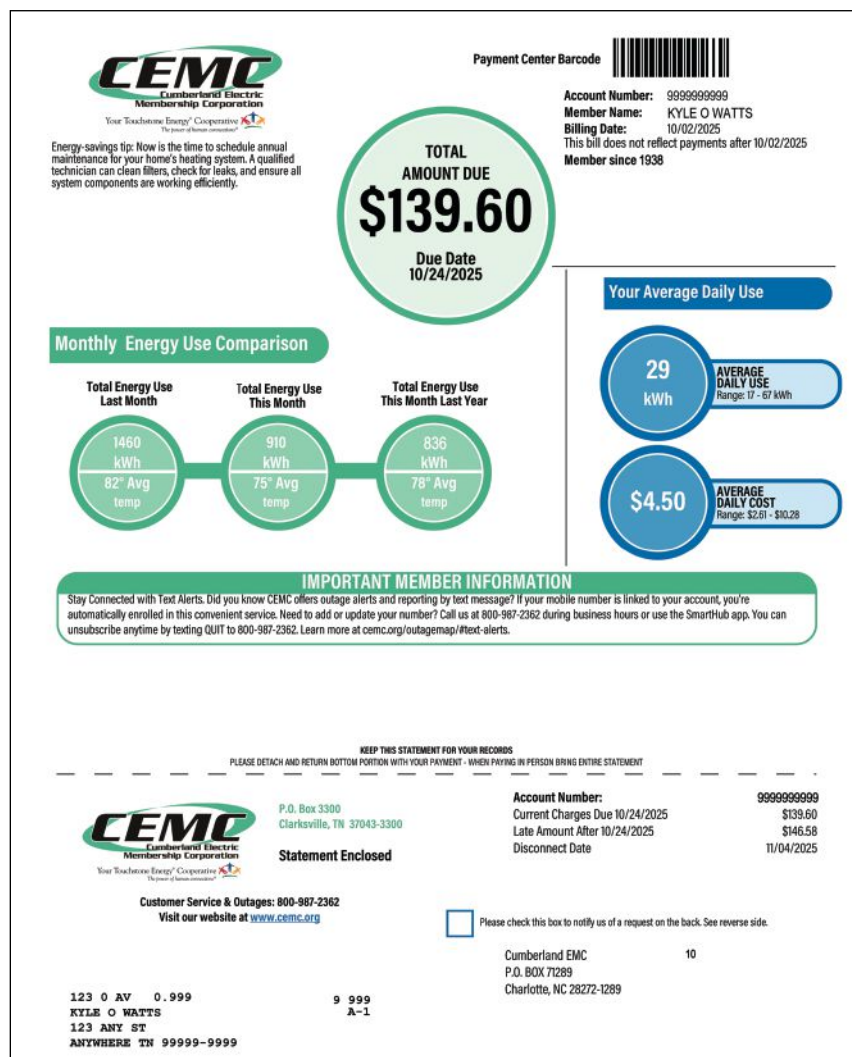 CEMC
Cumberland Electric
Membership Corporation
Your Touchstone Energy® Cooperative
The power of human connections®
Energy-savings tip: Now is the time to schedule annual
maintenance for your home's heating system. A qualified
technician can clean filters, check for leaks, and ensure all
system components are working efficiently.
Payment Center Barcode
Account Number: 9999999999
Member Name: KYLE O WATTS
Billing Date: 10/02/2025
This bill does not reflect payments after 10/02/2025
Member since 1938
TOTAL
AMOUNT DUE
$139.60
Due Date
10/24/2025
Monthly Energy Use Comparison
Total Energy Use
Last Month
1460
kWh
82° Avg
temp
Total Energy Use
This Month
910
kWh
75° Avg
temp
Total Energy Use
This Month Last Year
836
kWh
78° Avg
temp
Your Average Daily Use
29
kWh
AVERAGE
DAILY USE
Range: 17 - 67 kWh
$4.50
AVERAGE
DAILY COST
Range: $2.61 - $10.28
IMPORTANT MEMBER INFORMATION
Stay Connected with Text Alerts. Did you know CEMC offers outage alerts and reporting by text message? If your mobile number is linked to your account, you're
automatically enrolled in this convenient service. Need to add or update your number? Call us at 800-987-2362 during business hours or use the SmartHub app. You can
unsubscribe anytime by texting QUIT to 800-987-2362. Learn more at cemc.org/outagemap/#text-alerts.
KEEP THIS STATEMENT FOR YOUR RECORDS
PLEASE DETACH AND RETURN BOTTOM PORTION WITH YOUR PAYMENT - WHEN PAYING IN PERSON BRING ENTIRE STATEMENT
CEMC
Cumberland Electric
Membership Corporation
Your Touchstone Energy® Cooperative
The power of human connections®
P.O. Box 3300
Clarksville, TN 37043-3300
Statement Enclosed
Account Number: 9999999999
Current Charges Due 10/24/2025 $139.60
Late Amount After 10/24/2025 $146.58
Disconnect Date 11/04/2025
Customer Service & Outages: 800-987-2362
Visit our website at www.cemc.org
Please check this box to notify us of a request on the back. See reverse side.
Cumberland EMC 10
P.O. BOX 71289
Charlotte, NC 28272-1289
123 0 AV 0.999 9 999
KYLE O WATTS A-1
123 ANY ST
ANYWHERE TN 99999-9999